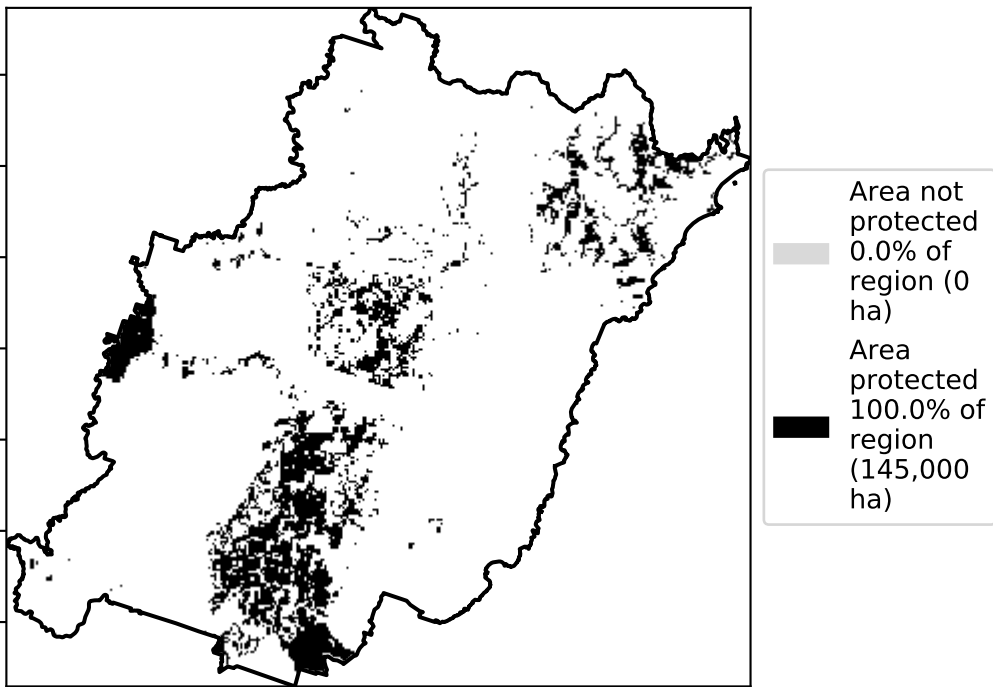 Area not
protected
0.0% of
region (0
ha)
Area
protected
100.0% of
region
(145,000
ha)